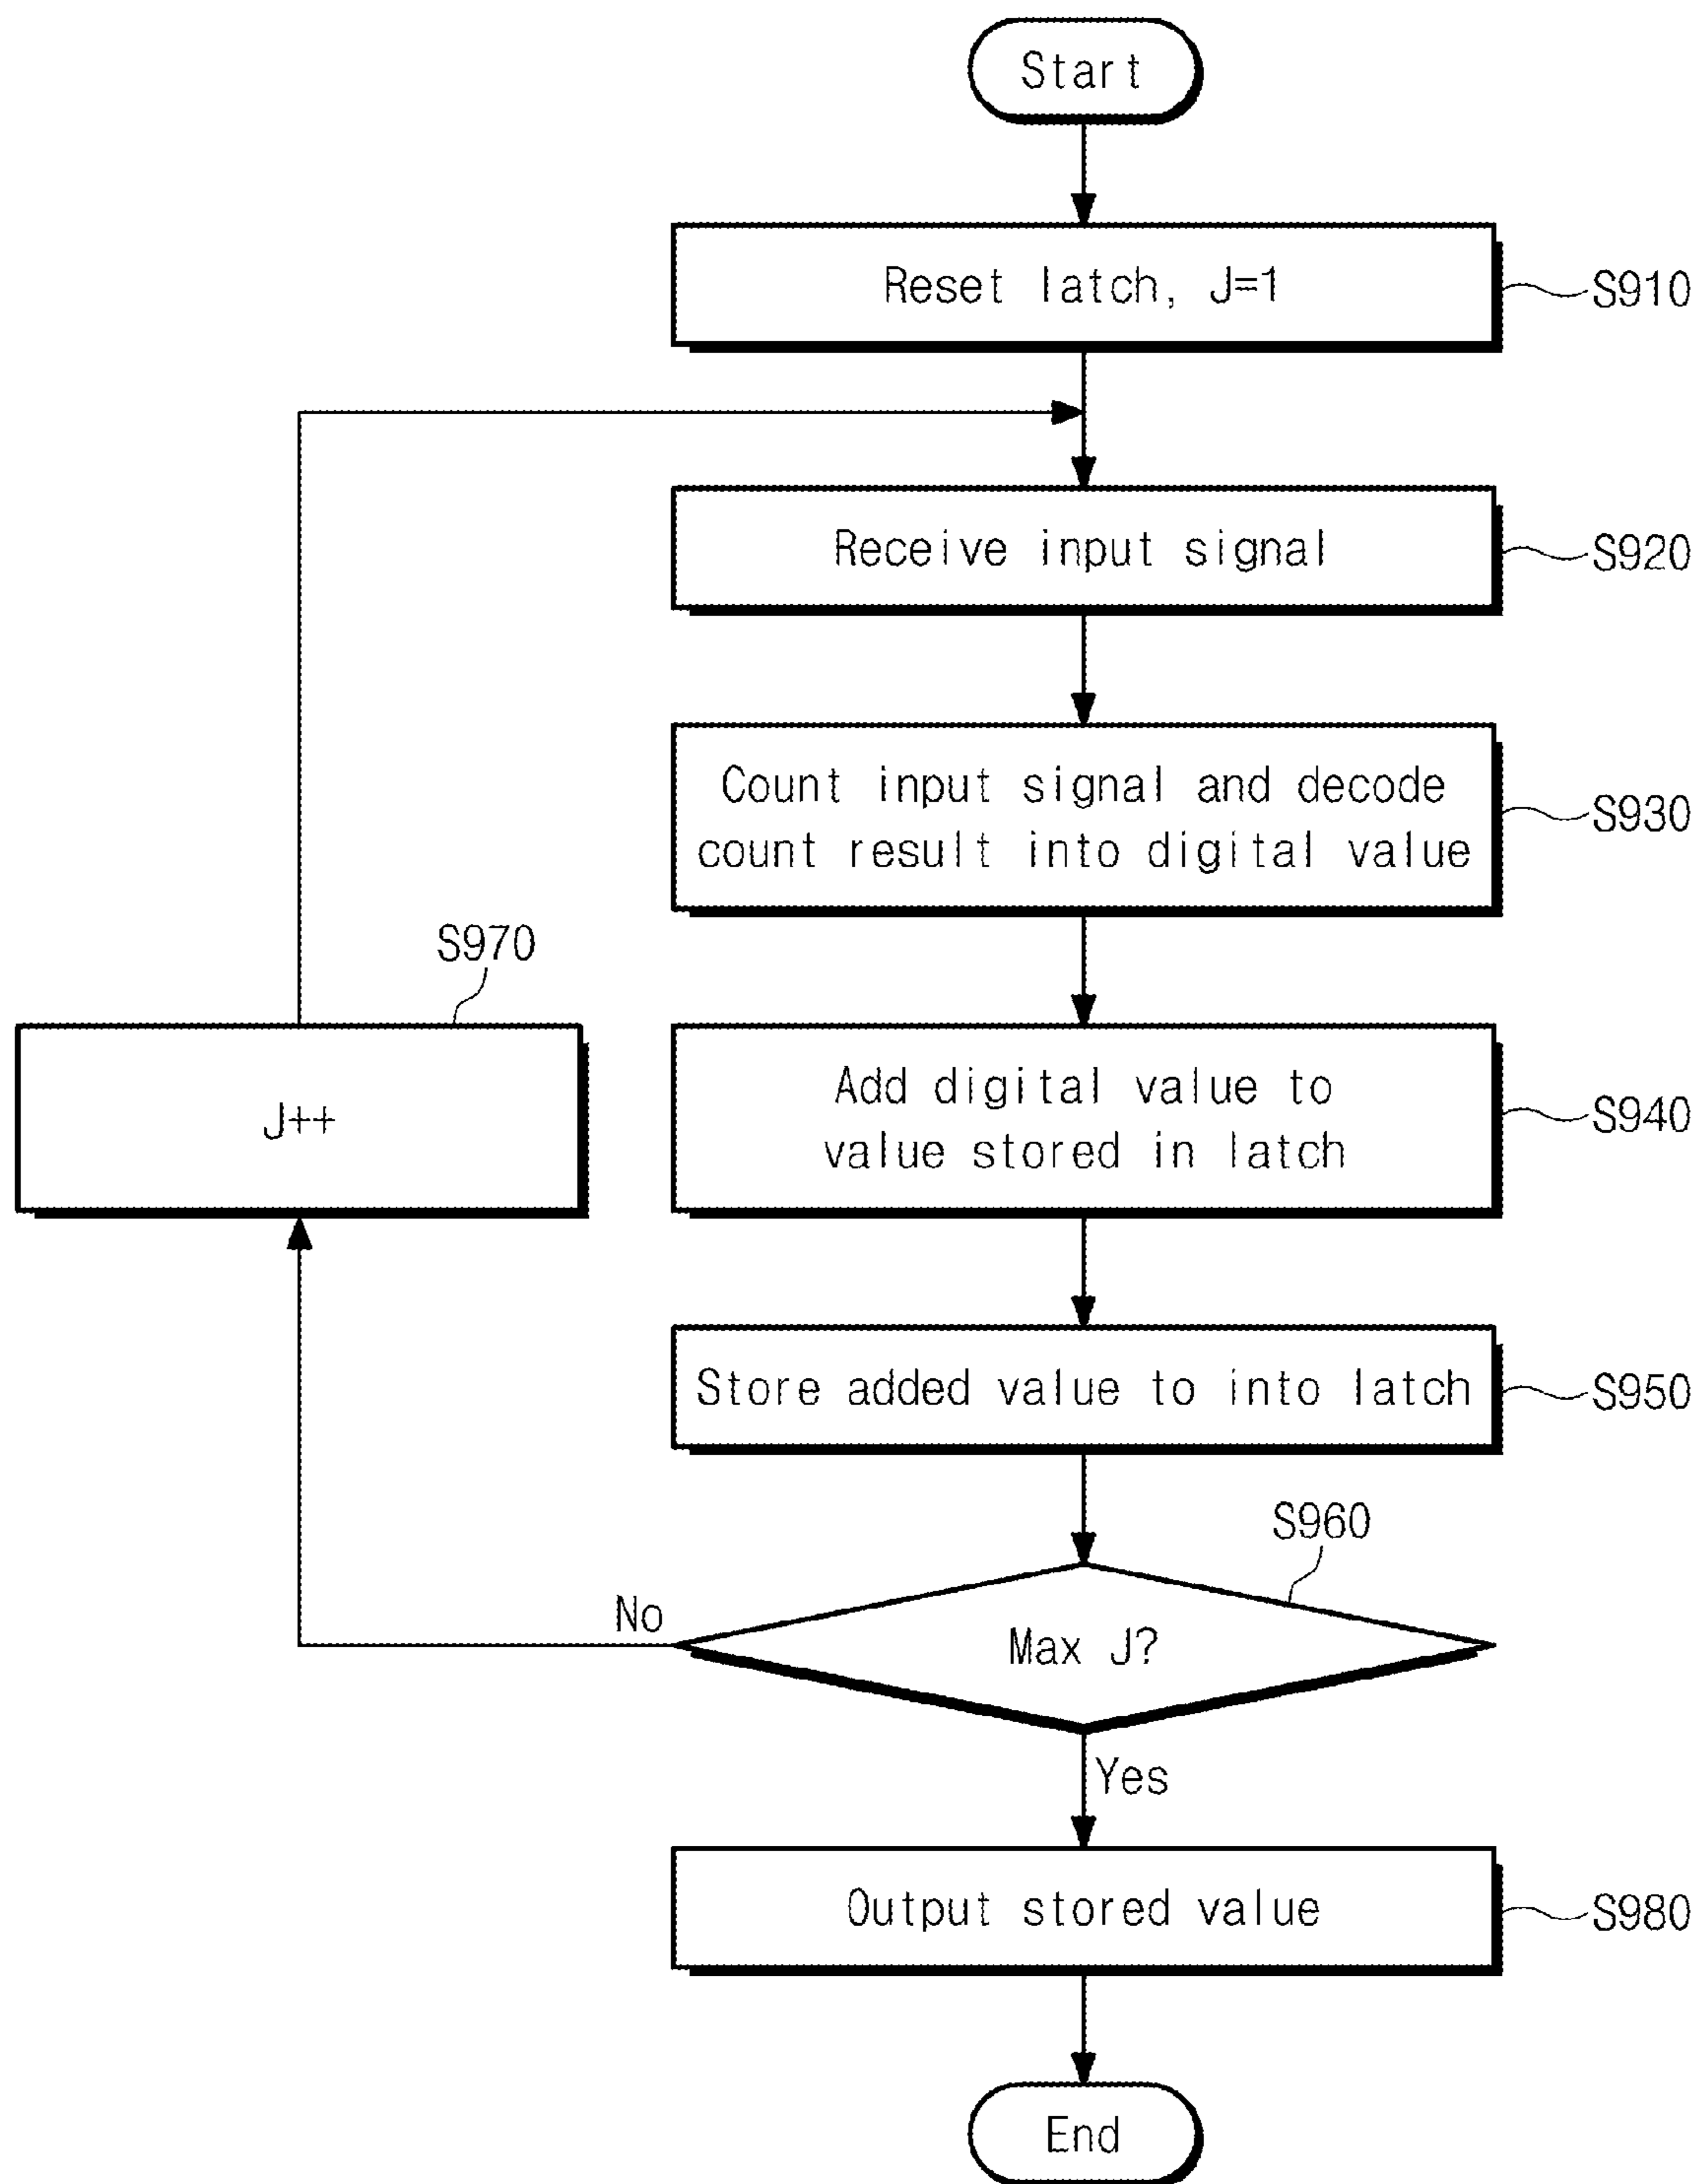 Start
Reset latch, J=1
S910
Receive input signal
S920
Count input signal and decode
count result into digital value
S930
S970
J++
Add digital value to
value stored in latch
S940
Store added value to into latch
S950
S960
No
Max J?
Yes
Output stored value
S980
End